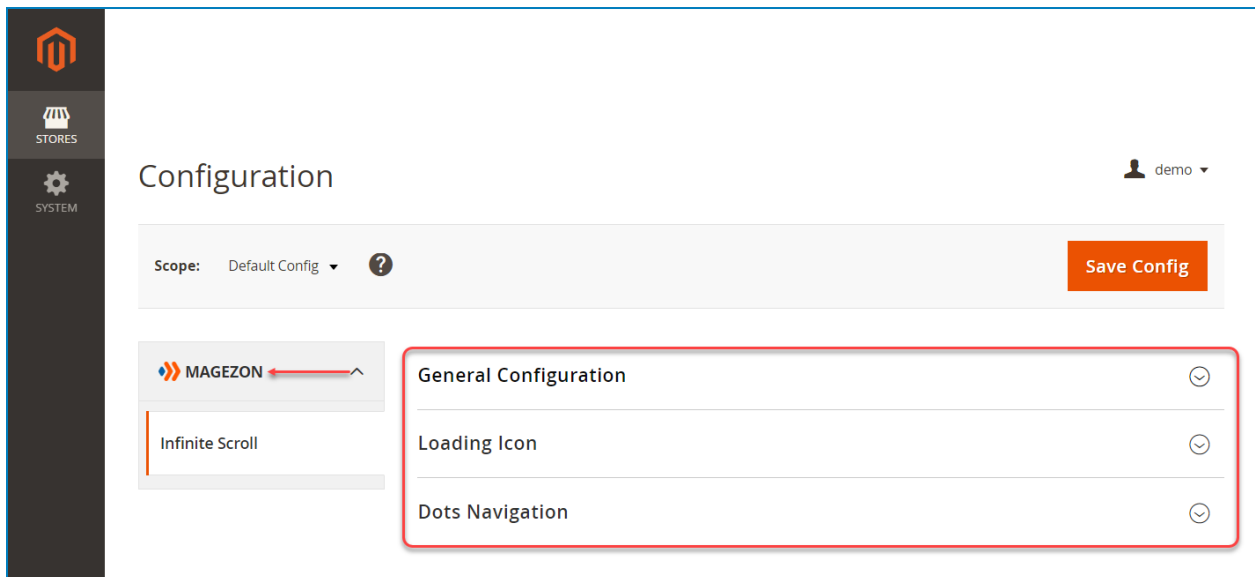 STORES
SYSTEM
Configuration
demo
Scope: Default Config ?
Save Config
MAGEZON
Infinite Scroll
General Configuration
Loading Icon
Dots Navigation